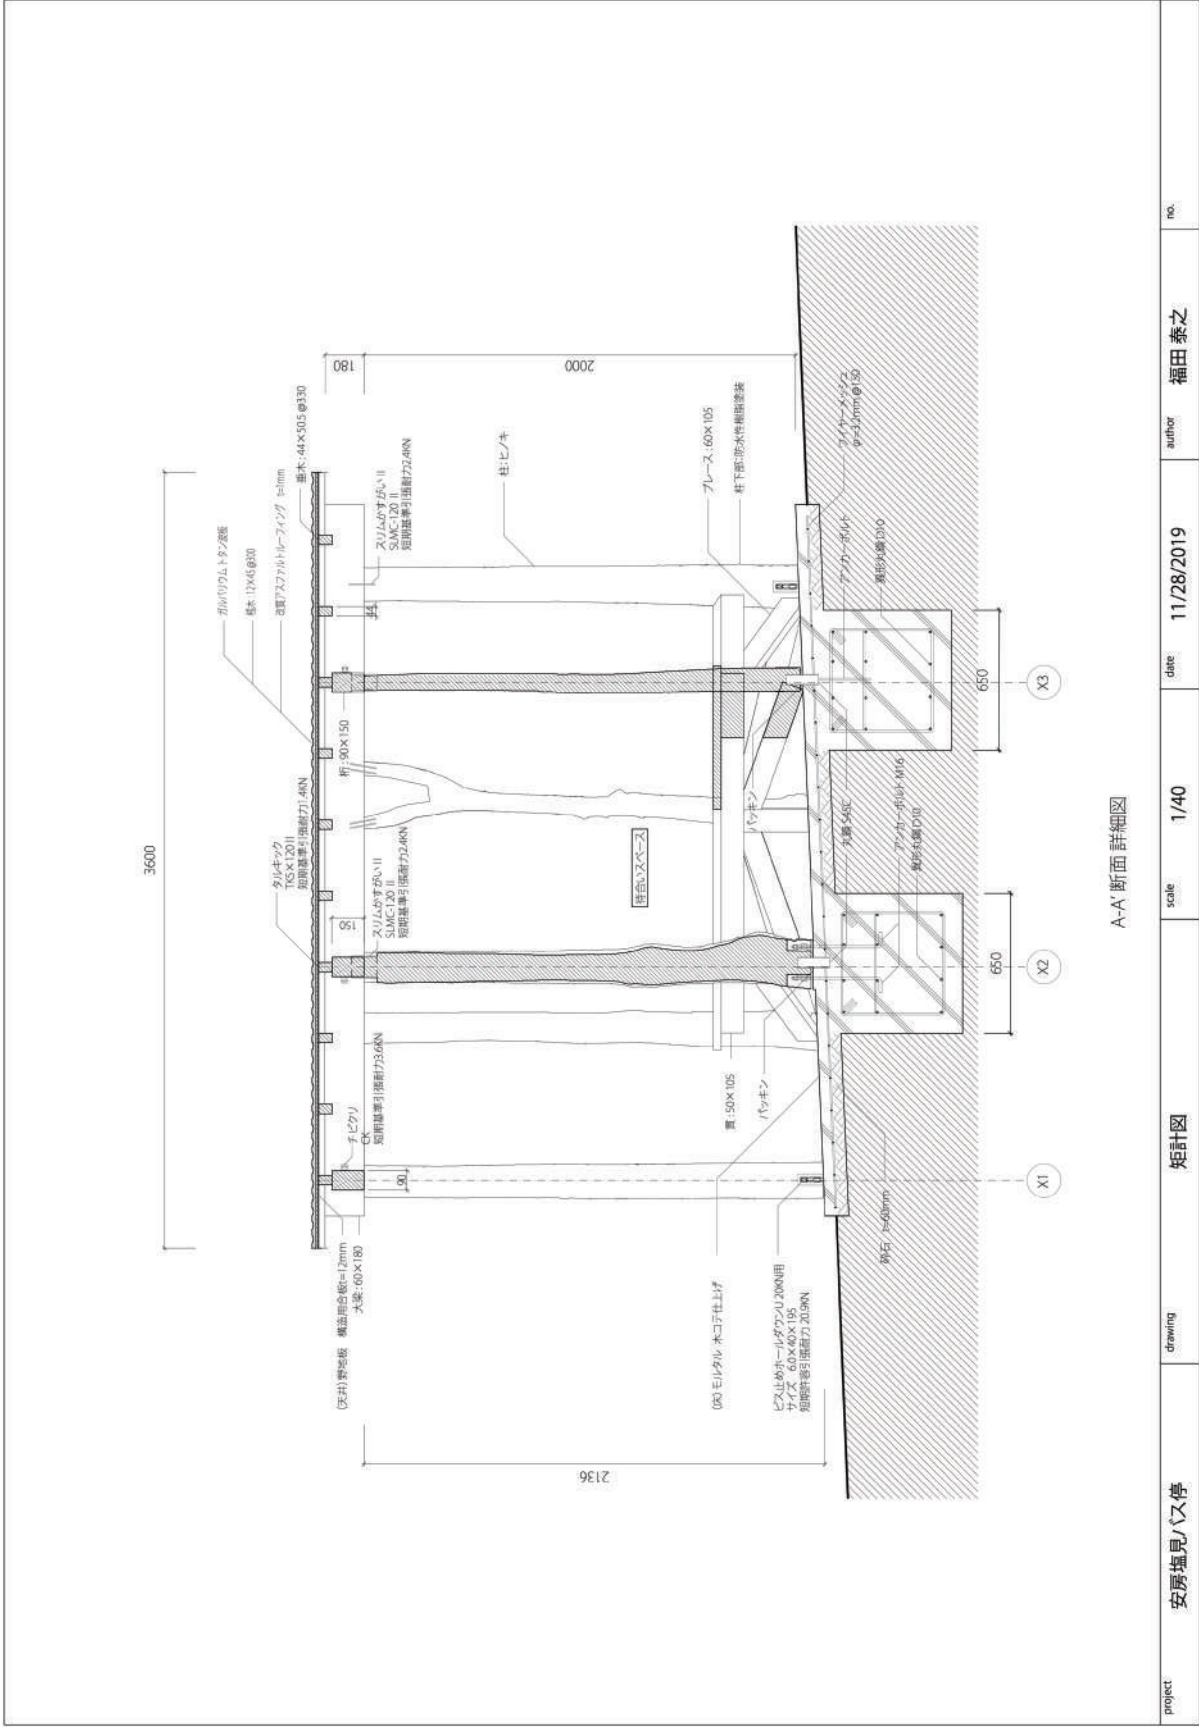 3600
ガルバリウムトタン波板
桟木：12×45 @300
改質アスファルトルーフィング t=1mm
垂木：44×50.5 @330
タルキック
TK5×120 II
短期基準引張耐力1.4KN
(天井) 野地板 構造用合板t=12mm
大梁：60×180
チビクリ
CK
短期基準引張耐力3.6KN
90
150
スリムかすがい II
SLMC-120 II
短期基準引張耐力2.4KN
桁：90×150
44
スリムかすがい II
SLMC-120 II
短期基準引張耐力2.4KN
180
2000
2136
柱：ヒノキ
待合いスペース
ブレース：60×105
柱下部：防水性樹脂塗装
貫：50×105
パッキン
パッキン
(床) モルタル 木コテ仕上げ
ビス止めホールダウンU 20KN用
サイズ 6.0×40×195
短期許容引張耐力 20.9KN
砕石 t=60mm
丸鋼 S45C
アンカーボルト M16
異形丸鋼 D10
アンカーボルト
異形丸鋼 D10
ワイヤーメッシュ
φ=3.2mm @150
650
650
X1
X2
X3
A-A' 断面 詳細図
project
安房塩見バス停
drawing
矩計図
scale
1/40
date
11/28/2019
author
福田 泰之
no.